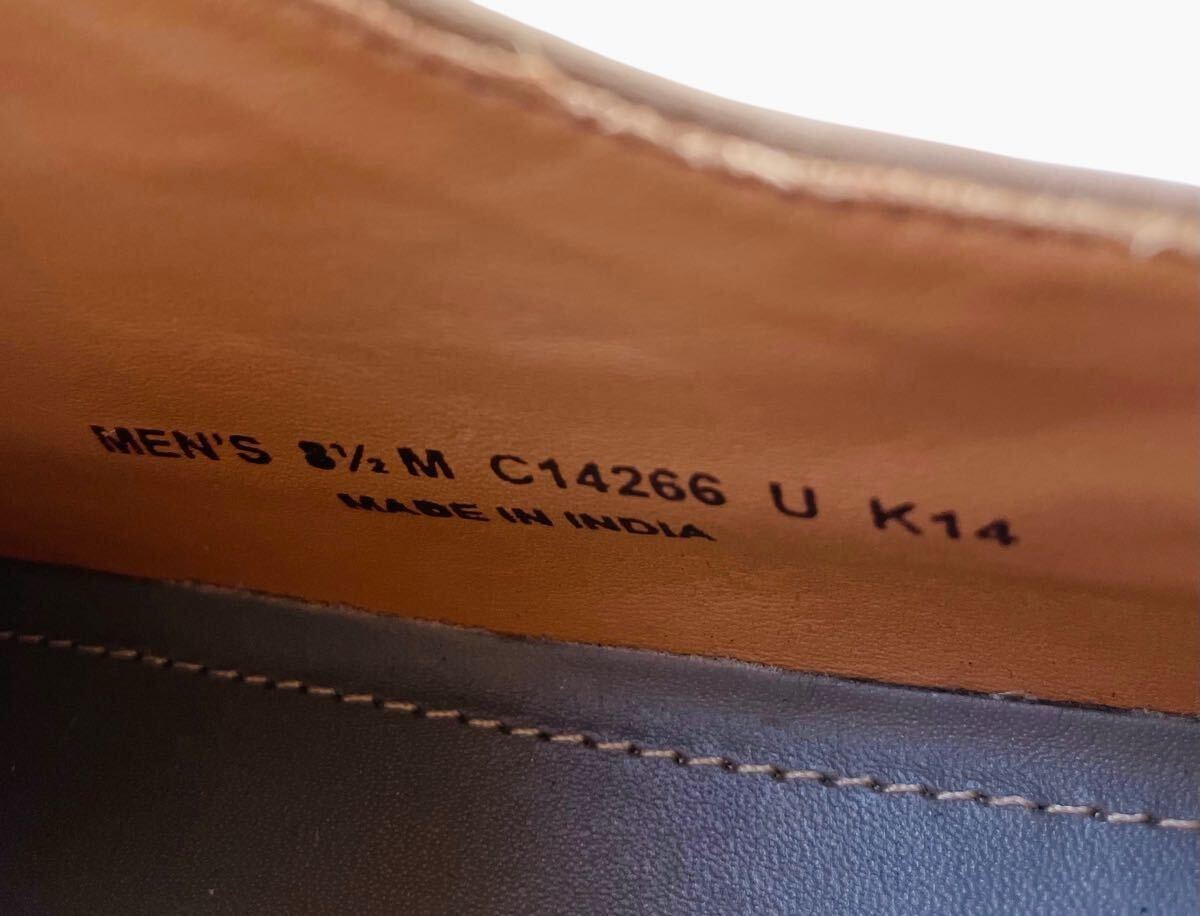 MEN'S 8½ M C14266 U K14
MADE IN INDIA